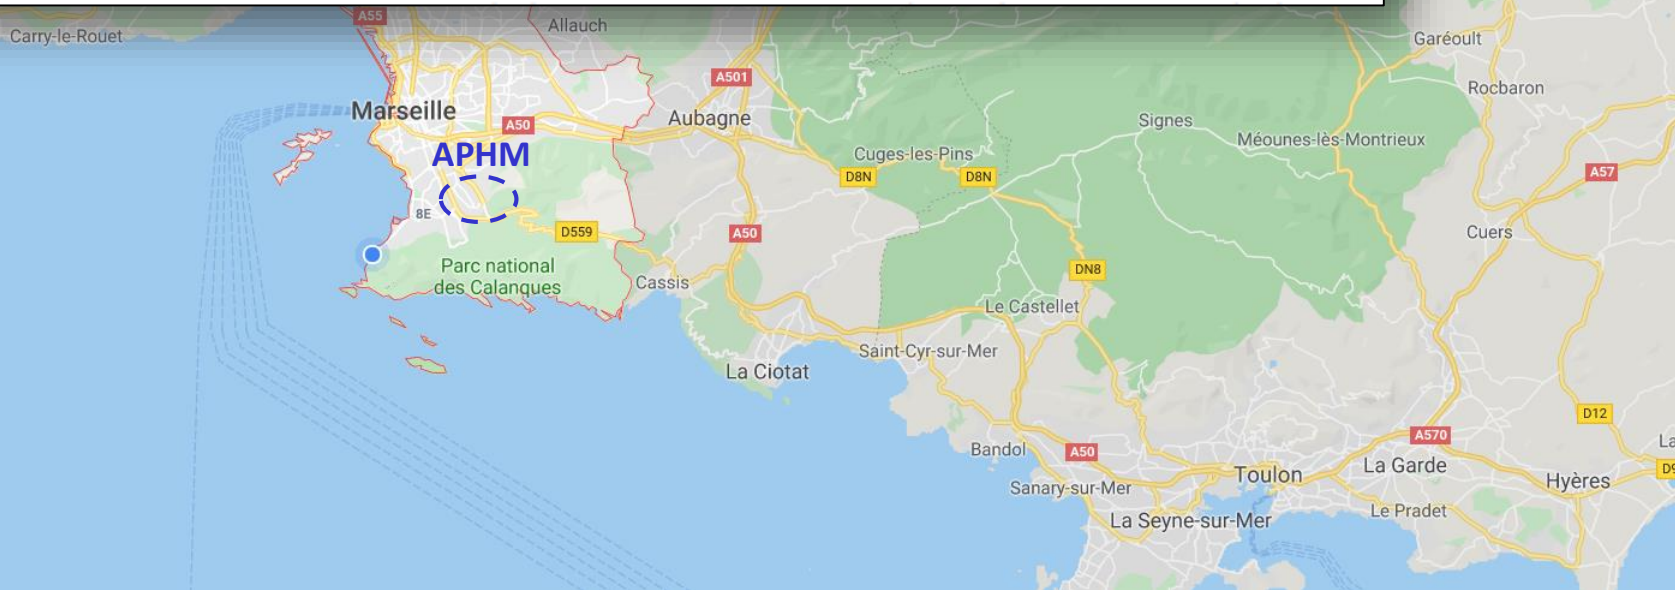 A55
Allauch
Carry-le-Rouet
Garéoult
A501
Rocbaron
Marseille
Aubagne
A50
Signes
Méounes-lès-Montrieux
APHM
Cuges-les-Pins
D8N
D8N
A57
8E
D559
A50
Cuers
Parc national
des Calanques
Cassis
DN8
Le Castellet
Saint-Cyr-sur-Mer
La Ciotat
D12
Bandol
A50
A570
La Garde
Toulon
Hyères
Sanary-sur-Mer
Le Pradet
La Seyne-sur-Mer